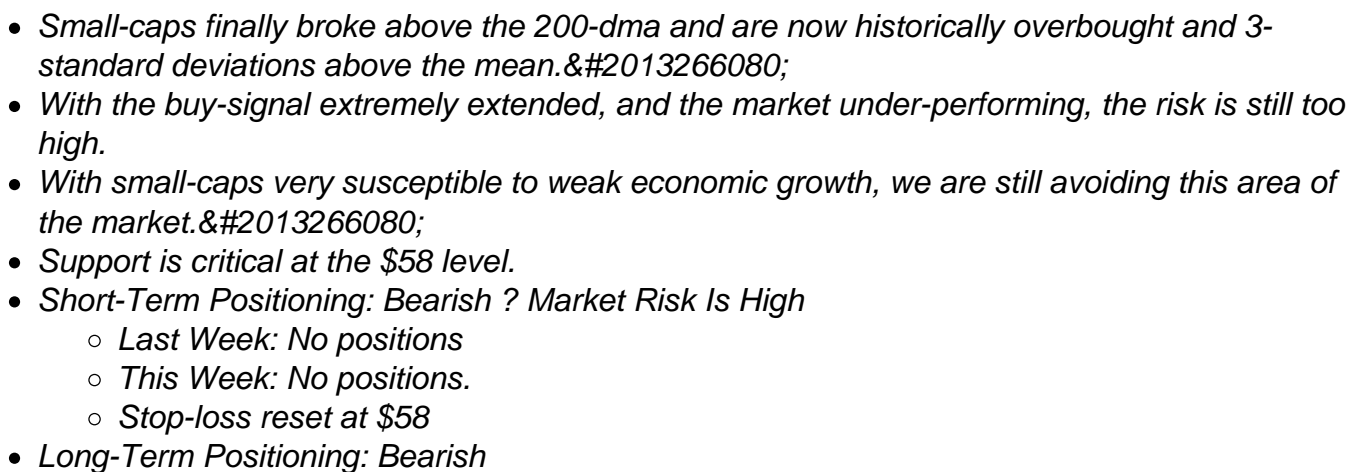 • Small-caps finally broke above the 200-dma and are now historically overbought and 3-
standard deviations above the mean.&#2013266080;
• With the buy-signal extremely extended, and the market under-performing, the risk is still too
high.
• With small-caps very susceptible to weak economic growth, we are still avoiding this area of
the market.&#2013266080;
• Support is critical at the $58 level.
• Short-Term Positioning: Bearish ? Market Risk Is High
○ Last Week: No positions
○ This Week: No positions.
○ Stop-loss reset at $58
• Long-Term Positioning: Bearish